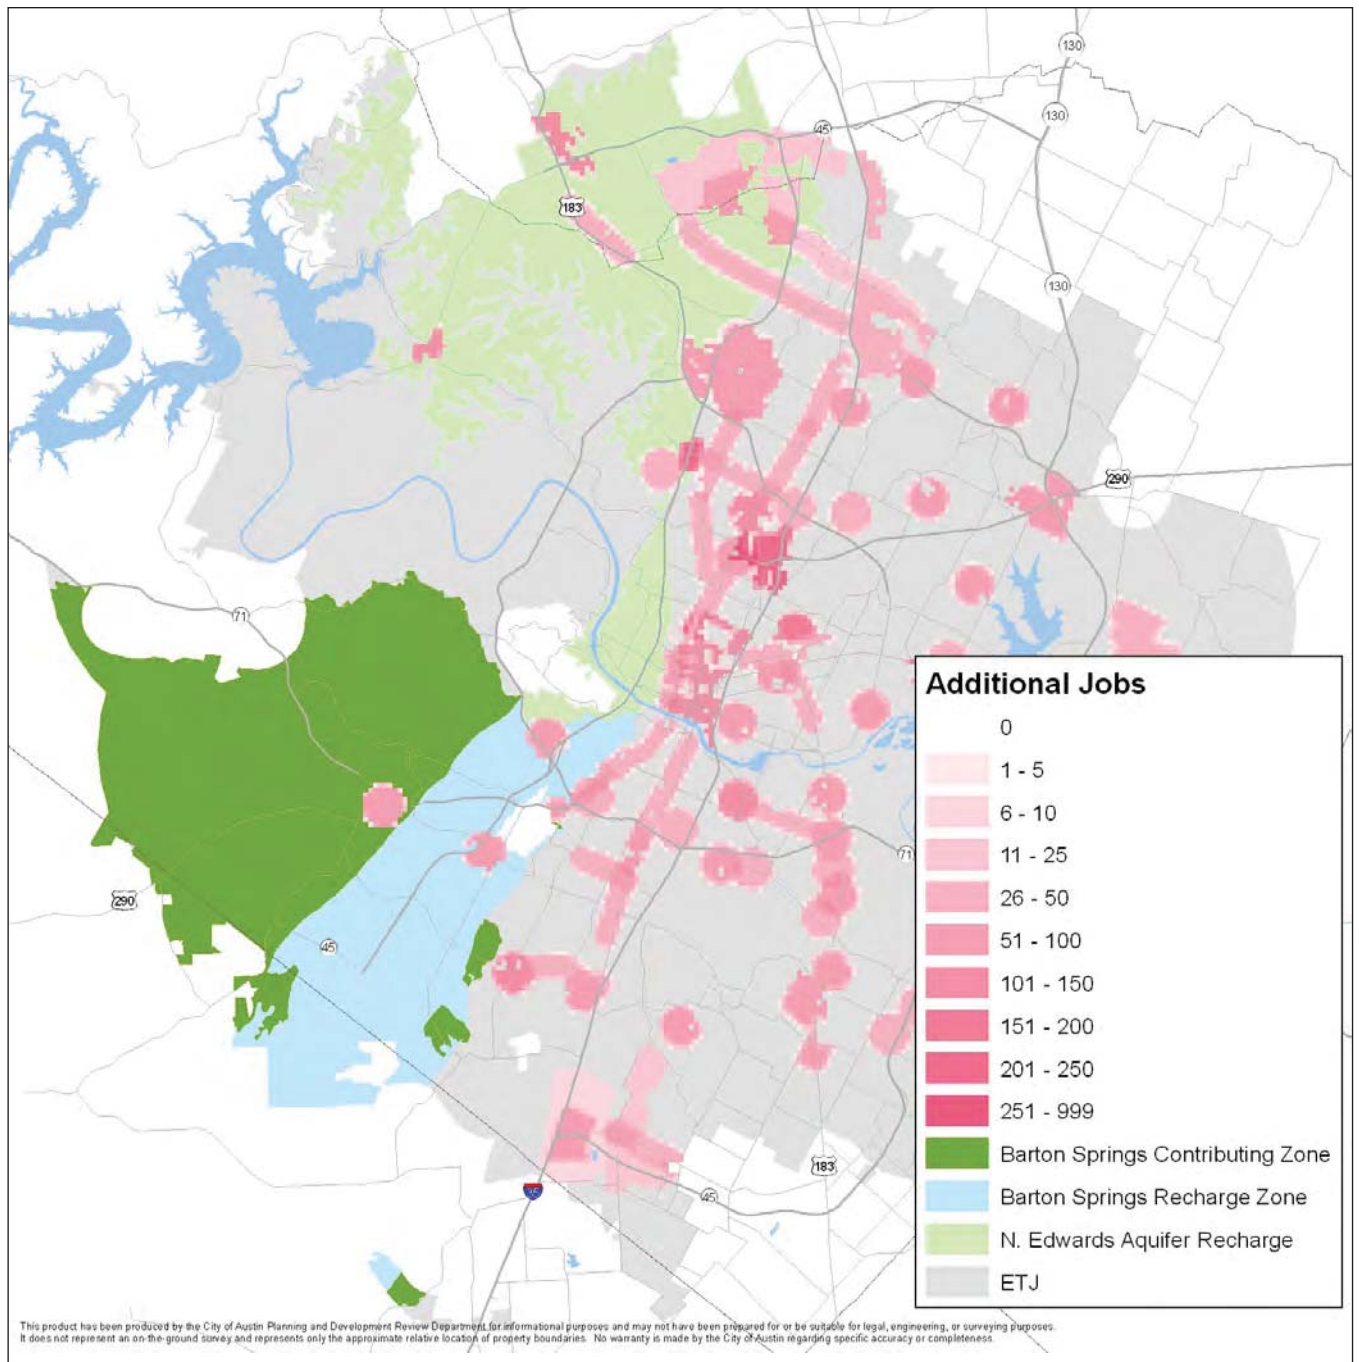 130
130
45
183
130
290
71
Additional Jobs
0
1 - 5
6 - 10
11 - 25
26 - 50
51 - 100
101 - 150
151 - 200
201 - 250
251 - 999
Barton Springs Contributing Zone
Barton Springs Recharge Zone
N. Edwards Aquifer Recharge
ETJ
71
290
45
183
45
This product has been produced by the City of Austin Planning and Development Review Department for informational purposes and may not have been prepared for or be suitable for legal, engineering, or surveying purposes.
It does not represent an on-the-ground survey and represents only the approximate relative location of property boundaries. No warranty is made by the City of Austin regarding specific accuracy or completeness.